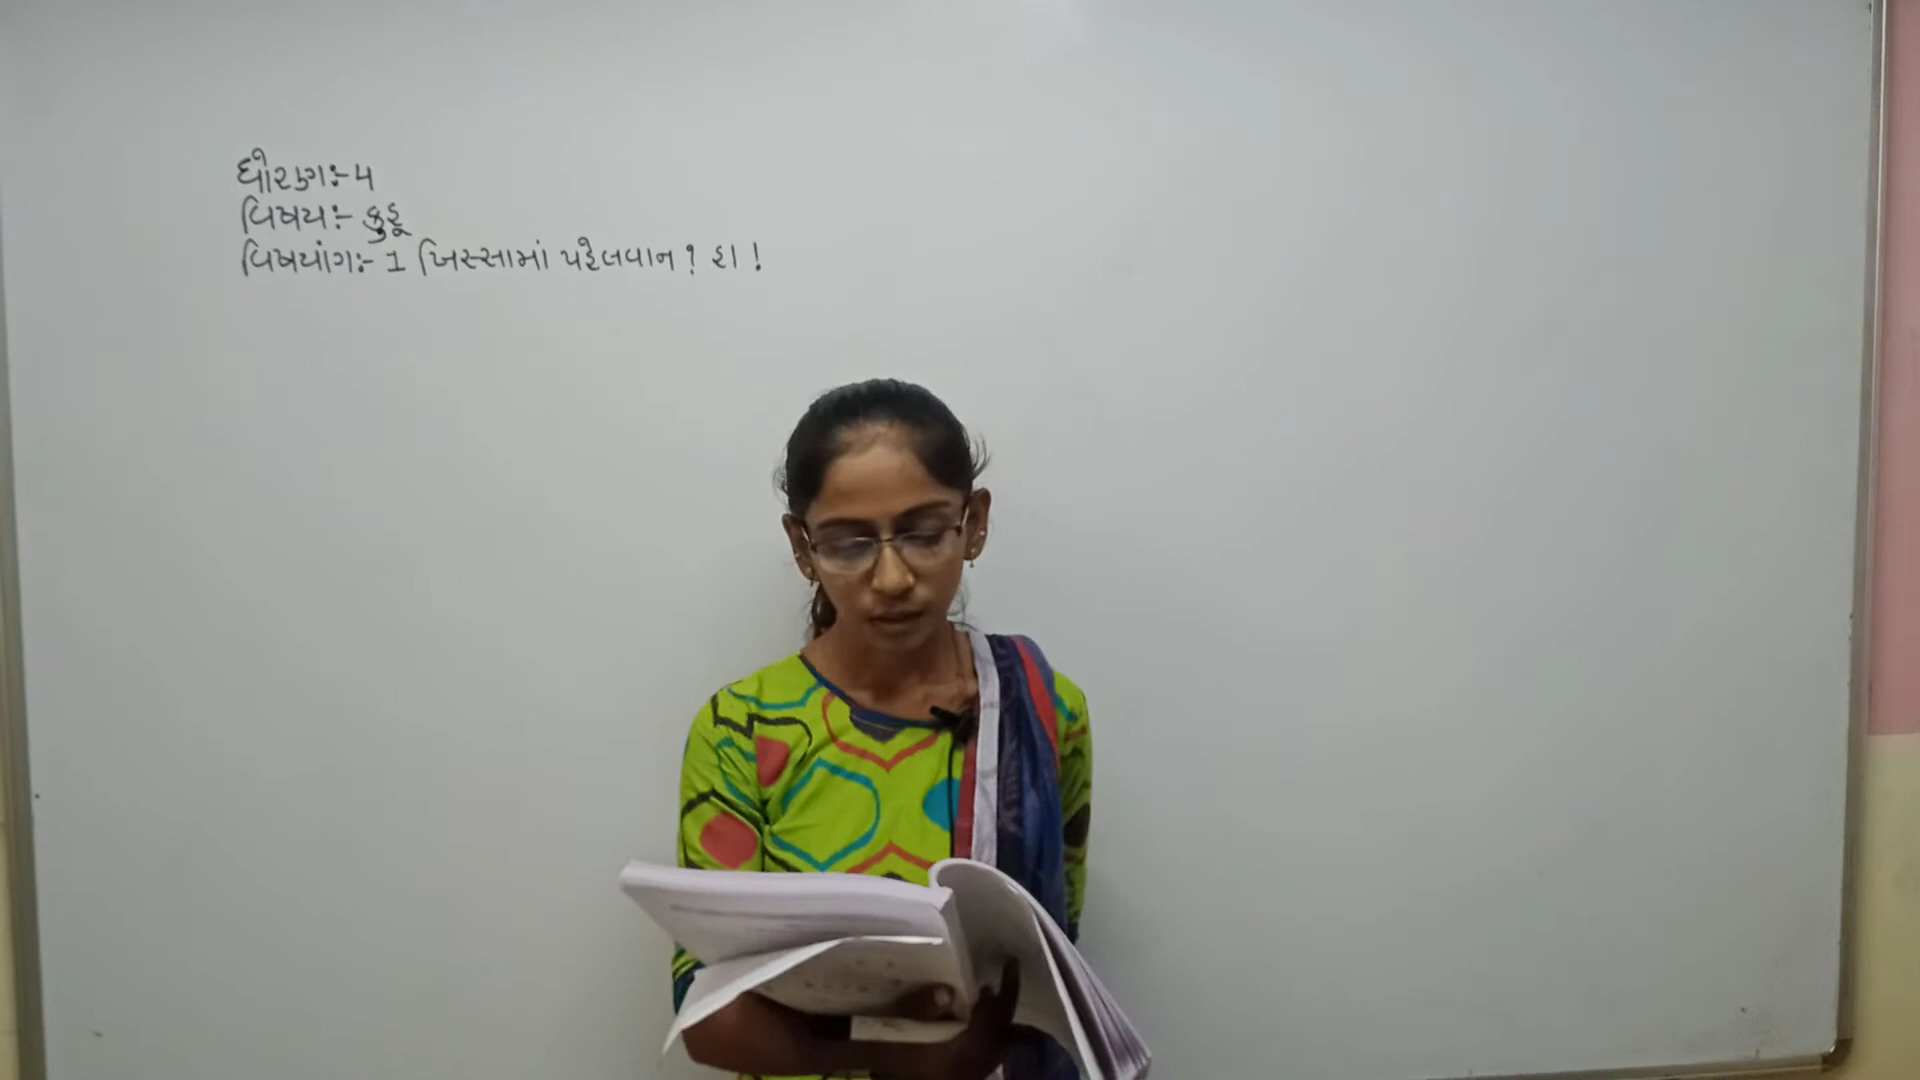 ધોરણ:- ૫
વિષય:- કુહૂ
વિષયાંગ:- 1 ખિસ્સામાં પહેલવાન ? હા !